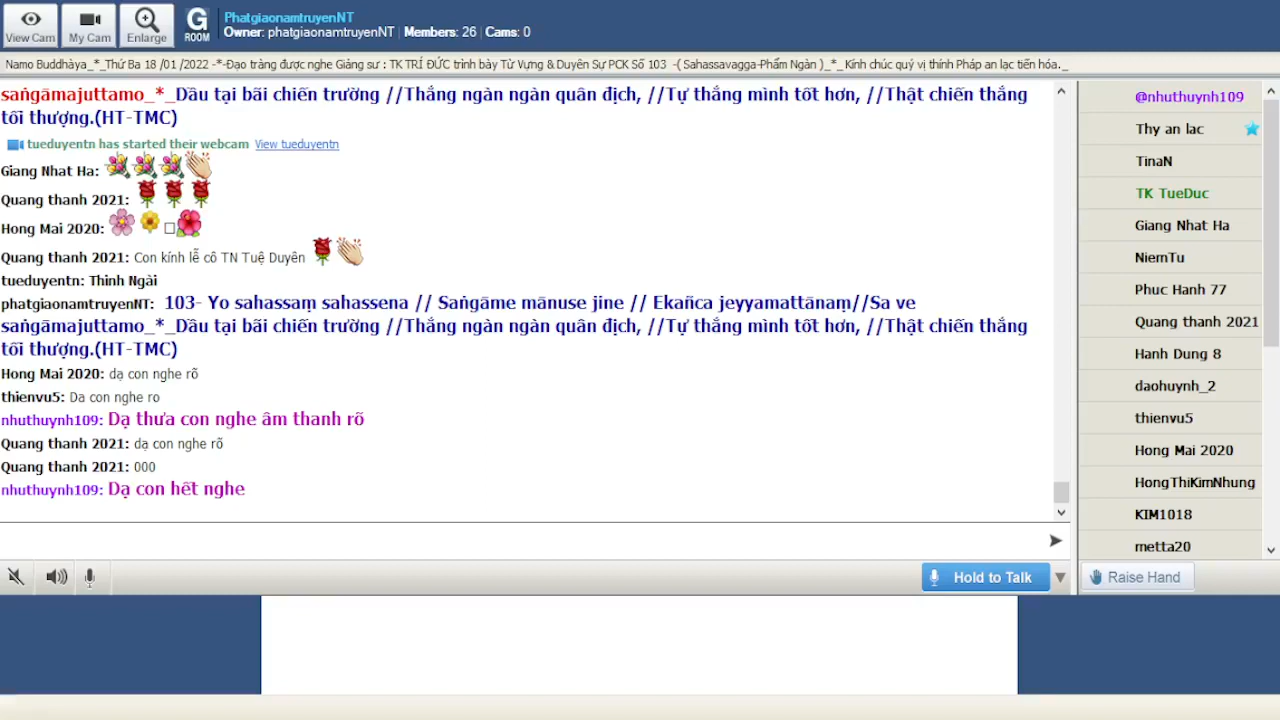 View Cam
My Cam
Enlarge
G
ROOM
PhatgiaonamtruyenNT
Owner: phatgiaonamtruyenNT | Members: 26 | Cams: 0
Namo Buddhàya_*_Thứ Ba 18 /01 /2022 -*-Đạo tràng được nghe Giảng sư : TK TRÍ ĐỨC trình bày Từ Vựng & Duyên Sự PCK Số 103 -( Sahassavagga-Phẩm Ngàn )_*_ Kính chúc quý vị thính Pháp an lạc tiến hóa._
saṅgāmajuttamo_*_Dầu tại bãi chiến trường //Thắng ngàn ngàn quân địch, //Tự thắng mình tốt hơn, //Thật chiến thắng
tối thượng.(HT-TMC)
tueduyentn has started their webcam View tueduyentn
Giang Nhat Ha:
Quang thanh 2021:
Hong Mai 2020:
Quang thanh 2021: Con kính lễ cô TN Tuệ Duyên
tueduyentn: Thinh Ngài
phatgiaonamtruyenNT: 103- Yo sahassaṃ sahassena // Saṅgāme mānuse jine // Ekañca jeyyamattānaṃ//Sa ve
saṅgāmajuttamo_*_Dầu tại bãi chiến trường //Thắng ngàn ngàn quân địch, //Tự thắng mình tốt hơn, //Thật chiến thắng
tối thượng.(HT-TMC)
Hong Mai 2020: dạ con nghe rõ
thienvu5: Da con nghe ro
nhuthuynh109: Dạ thưa con nghe âm thanh rõ
Quang thanh 2021: dạ con nghe rõ
Quang thanh 2021: 000
nhuthuynh109: Dạ con hết nghe
@nhuthuynh109
Thy an lac
TinaN
TK TueDuc
Giang Nhat Ha
NiemTu
Phuc Hanh 77
Quang thanh 2021
Hanh Dung 8
daohuynh_2
thienvu5
Hong Mai 2020
HongThiKimNhung
KIM1018
metta20
Hold to Talk
Raise Hand